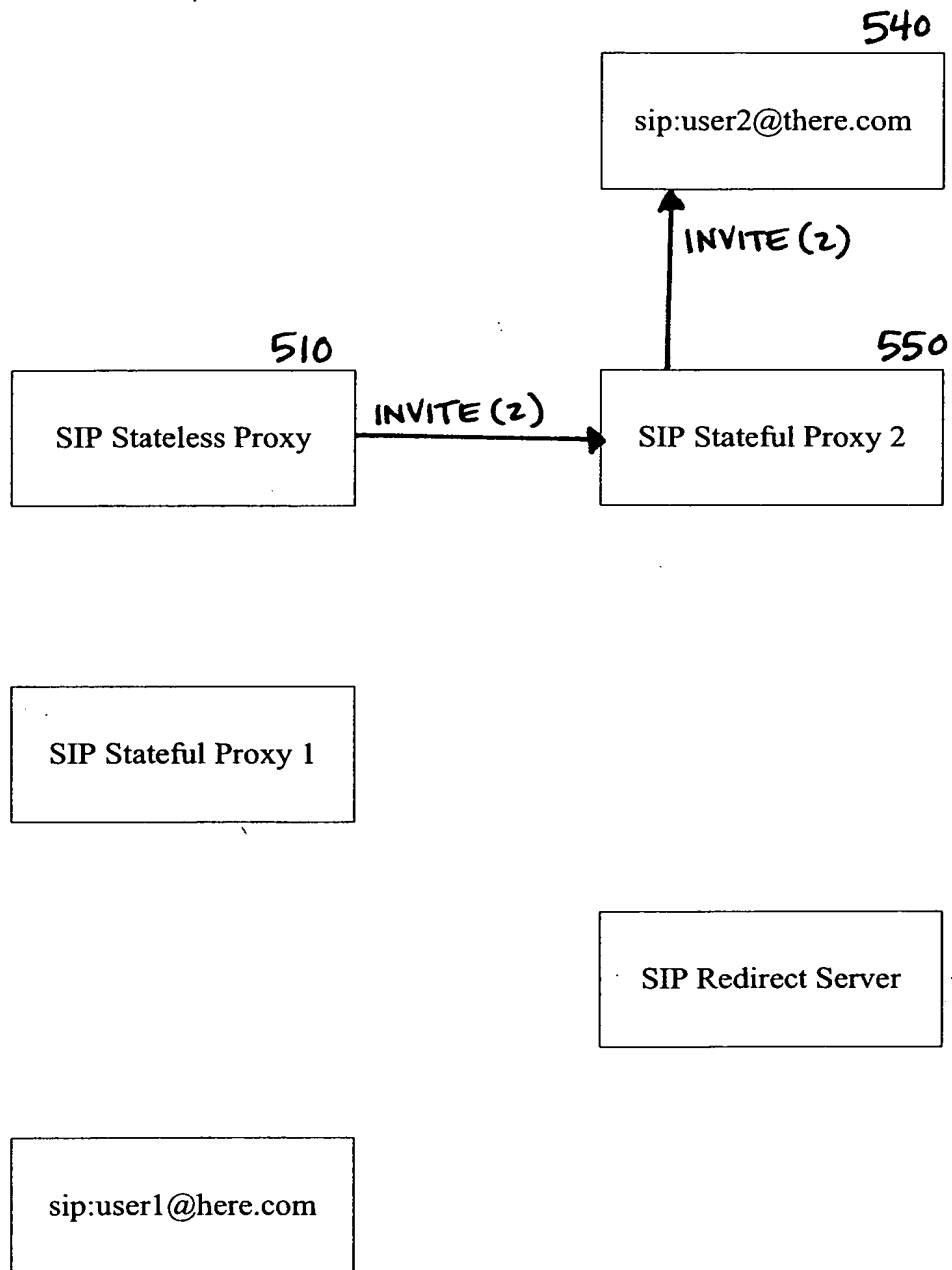 540
sip:user2@there.com
INVITE (2)
510
550
SIP Stateless Proxy
INVITE (2)
SIP Stateful Proxy 2
SIP Stateful Proxy 1
SIP Redirect Server
sip:user1@here.com